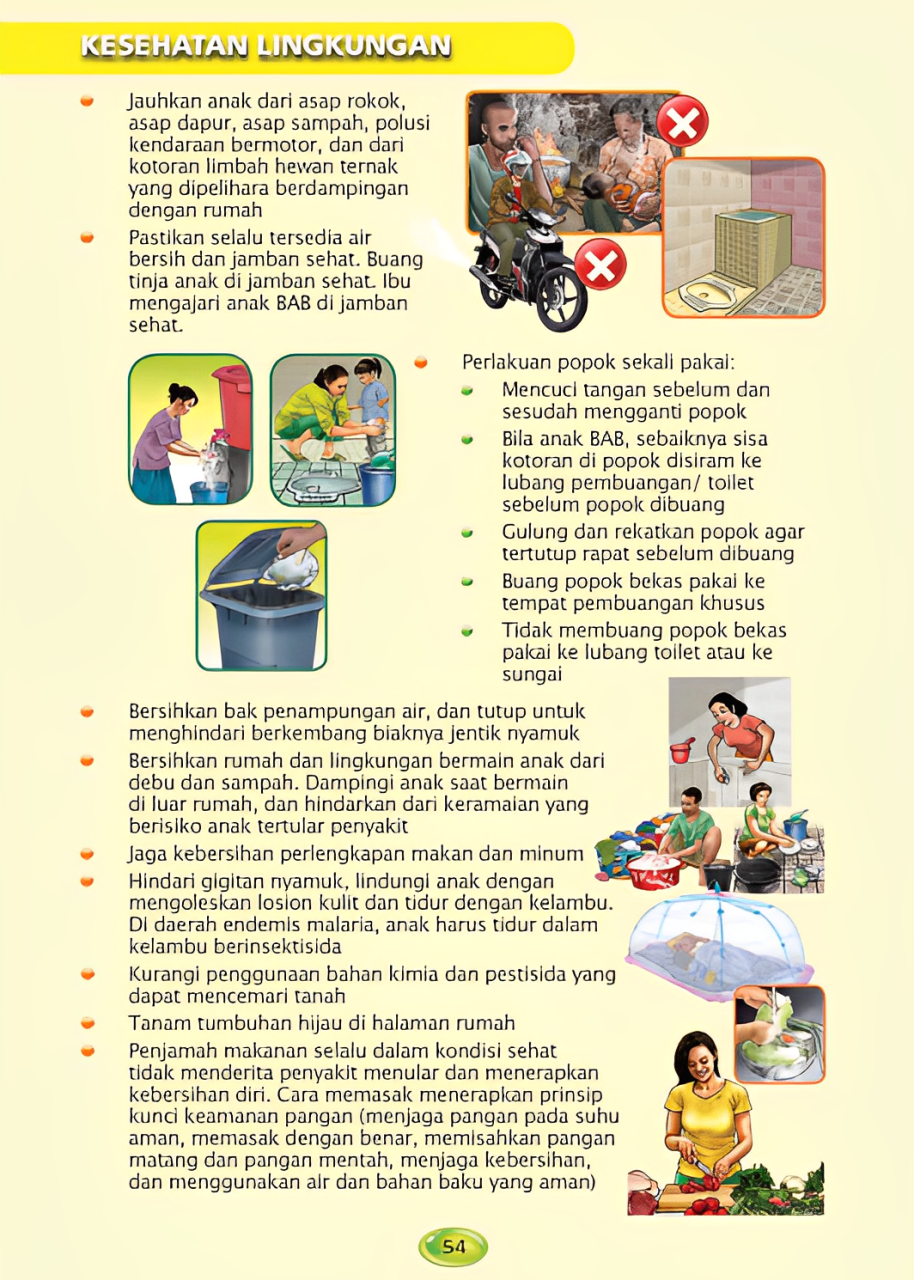 KESEHATAN LINGKUNGAN
Jauhkan anak dari asap rokok,
asap dapur, asap sampah, polusi
kendaraan bermotor, dan dari
kotoran limbah hewan ternak
yang dipelihara berdampingan
dengan rumah
Pastikan selalu tersedia air
bersih dan jamban sehat. Buang
tinja anak di jamban sehat. Ibu
mengajari anak BAB di jamban
sehat.
Perlakuan popok sekali pakai:
Mencuci tangan sebelum dan
sesudah mengganti popok
Bila anak BAB, sebaiknya sisa
kotoran di popok disiram ke
lubang pembuangan/ toilet
sebelum popok dibuang
Gulung dan rekatkan popok agar
tertutup rapat sebelum dibuang
Buang popok bekas pakai ke
tempat pembuangan khusus
Tidak membuang popok bekas
pakai ke lubang toilet atau ke
sungai
Bersihkan bak penampungan air, dan tutup untuk
menghindari berkembang biaknya jentik nyamuk
Bersihkan rumah dan lingkungan bermain anak dari
debu dan sampah. Dampingi anak saat bermain
di luar rumah, dan hindarkan dari keramaian yang
berisiko anak tertular penyakit
Jaga kebersihan perlengkapan makan dan minum
Hindari gigitan nyamuk, lindungi anak dengan
mengoleskan losion kulit dan tidur dengan kelambu.
Di daerah endemis malaria, anak harus tidur dalam
kelambu berinsektisida
Kurangi penggunaan bahan kimia dan pestisida yang
dapat mencemari tanah
Tanam tumbuhan hijau di halaman rumah
Penjamah makanan selalu dalam kondisi sehat
tidak menderita penyakit menular dan menerapkan
kebersihan diri. Cara memasak menerapkan prinsip
kunci keamanan pangan (menjaga pangan pada suhu
aman, memasak dengan benar, memisahkan pangan
matang dan pangan mentah, menjaga kebersihan,
dan menggunakan air dan bahan baku yang aman)
54